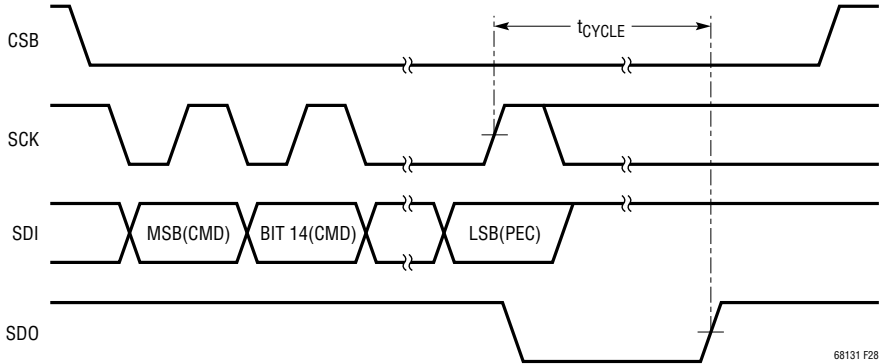 CSB
tCYCLE
SCK
SDI
MSB(CMD)
BIT 14(CMD)
LSB(PEC)
SDO
68131 F28